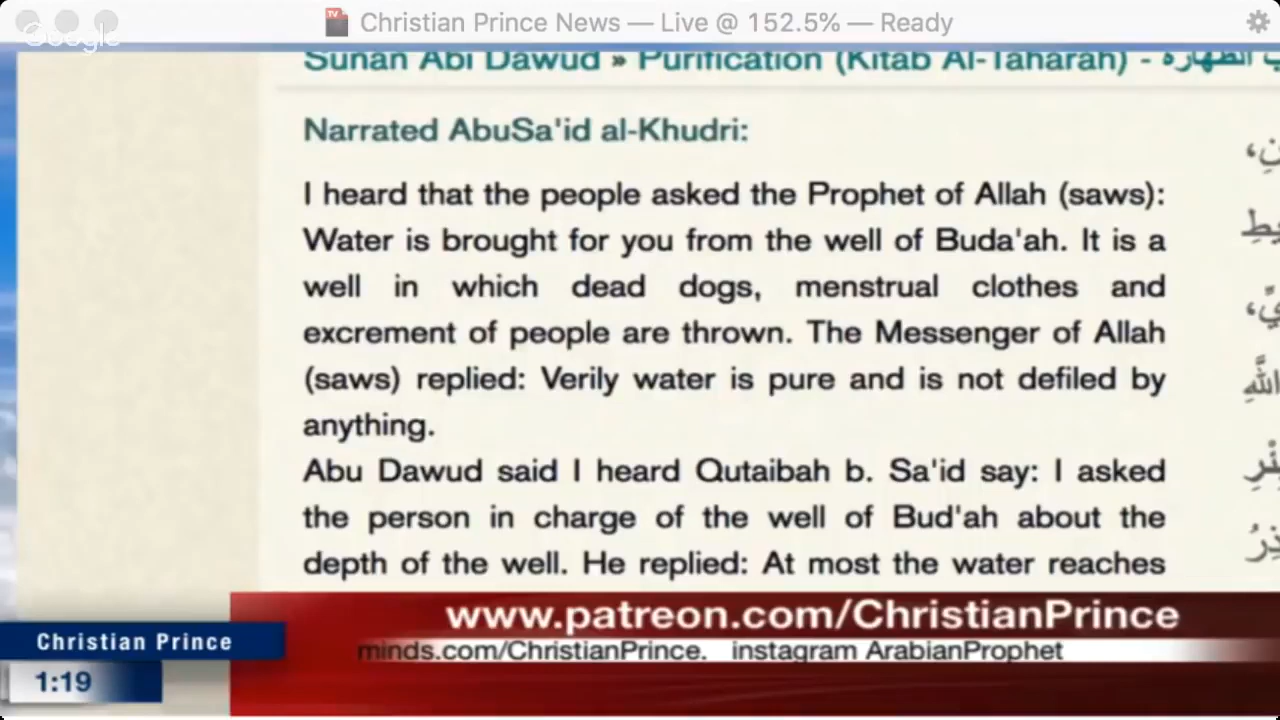 Christian Prince News — Live @ 152.5% — Ready
Google
Sunan Abi Dawud » Purification (Kitab Al-Taharah) -
Narrated AbuSa'id al-Khudri:
I heard that the people asked the Prophet of Allah (saws):
Water is brought for you from the well of Buda'ah. It is a
well in which dead dogs, menstrual clothes and
excrement of people are thrown. The Messenger of Allah
(saws) replied: Verily water is pure and is not defiled by
anything.
Abu Dawud said I heard Qutaibah b. Sa'id say: I asked
the person in charge of the well of Bud'ah about the
depth of the well. He replied: At most the water reaches
www.patreon.com/ChristianPrince
Christian Prince
minds.com/ChristianPrince. instagram ArabianProphet
1:19